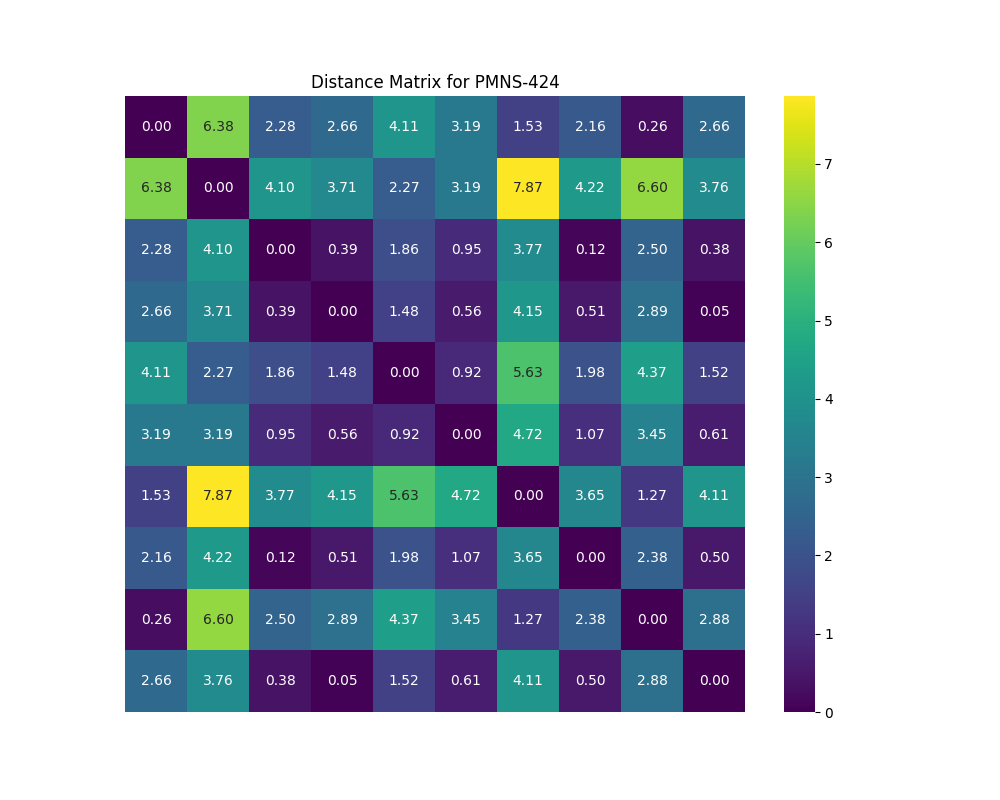 Distance Matrix for PMNS-424
0.00 6.38 2.28 2.66 4.11 3.19 1.53 2.16 0.26 2.66
6.38 0.00 4.10 3.71 2.27 3.19 7.87 4.22 6.60 3.76
2.28 4.10 0.00 0.39 1.86 0.95 3.77 0.12 2.50 0.38
2.66 3.71 0.39 0.00 1.48 0.56 4.15 0.51 2.89 0.05
4.11 2.27 1.86 1.48 0.00 0.92 5.63 1.98 4.37 1.52
3.19 3.19 0.95 0.56 0.92 0.00 4.72 1.07 3.45 0.61
1.53 7.87 3.77 4.15 5.63 4.72 0.00 3.65 1.27 4.11
2.16 4.22 0.12 0.51 1.98 1.07 3.65 0.00 2.38 0.50
0.26 6.60 2.50 2.89 4.37 3.45 1.27 2.38 0.00 2.88
2.66 3.76 0.38 0.05 1.52 0.61 4.11 0.50 2.88 0.00
7
6
5
4
3
2
1
0